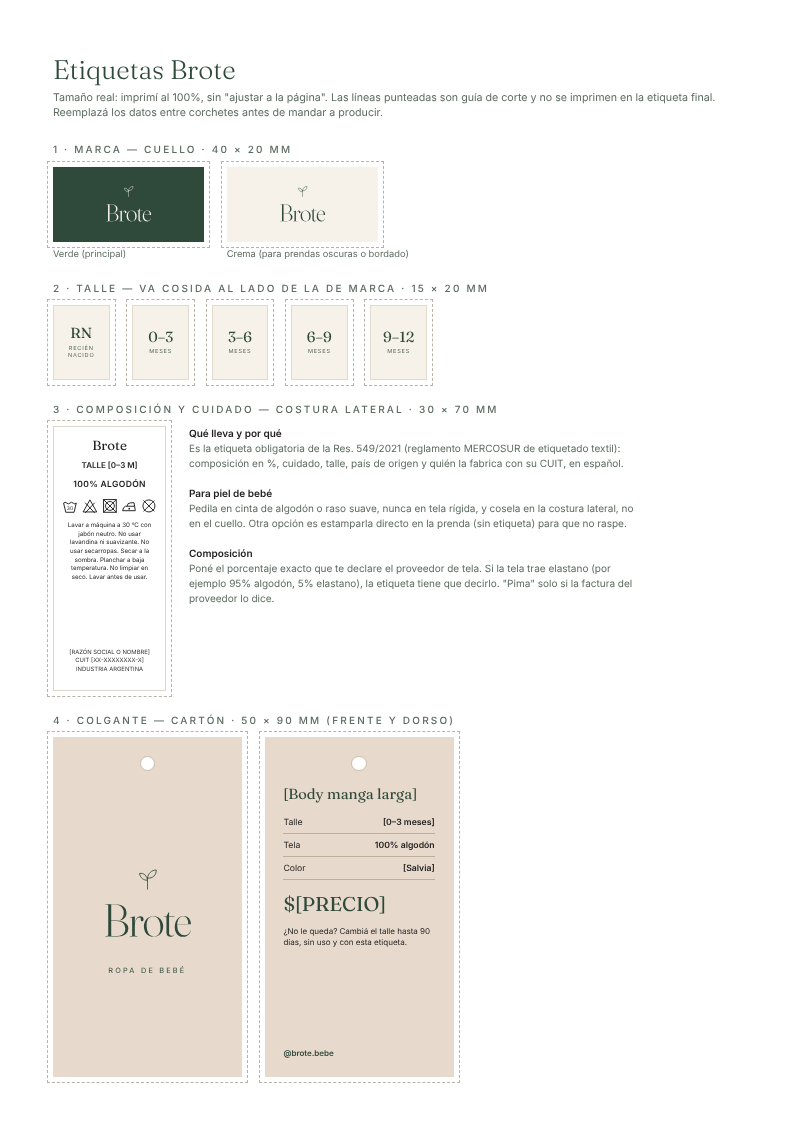 Etiquetas Brote
Tamaño real: imprimí al 100%, sin "ajustar a la página". Las líneas punteadas son guía de corte y no se imprimen en la etiqueta final.
Reemplazá los datos entre corchetes antes de mandar a producir.
1 · MARCA — CUELLO · 40 × 20 MM
Brote
Brote
Verde (principal)
Crema (para prendas oscuras o bordado)
2 · TALLE — VA COSIDA AL LADO DE LA DE MARCA · 15 × 20 MM
RN
RECIÉN
NACIDO
0–3
MESES
3–6
MESES
6–9
MESES
9–12
MESES
3 · COMPOSICIÓN Y CUIDADO — COSTURA LATERAL · 30 × 70 MM
Brote
TALLE [0–3 M]
100% ALGODÓN
30
Lavar a máquina a 30 °C con
jabón neutro. No usar
lavandina ni suavizante. No
usar secarropas. Secar a la
sombra. Planchar a baja
temperatura. No limpiar en
seco. Lavar antes de usar.
[RAZÓN SOCIAL O NOMBRE]
CUIT [XX-XXXXXXXX-X]
INDUSTRIA ARGENTINA
Qué lleva y por qué
Es la etiqueta obligatoria de la Res. 549/2021 (reglamento MERCOSUR de etiquetado textil):
composición en %, cuidado, talle, país de origen y quién la fabrica con su CUIT, en español.
Para piel de bebé
Pedila en cinta de algodón o raso suave, nunca en tela rígida, y cosela en la costura lateral, no
en el cuello. Otra opción es estamparla directo en la prenda (sin etiqueta) para que no raspe.
Composición
Poné el porcentaje exacto que te declare el proveedor de tela. Si la tela trae elastano (por
ejemplo 95% algodón, 5% elastano), la etiqueta tiene que decirlo. "Pima" solo si la factura del
proveedor lo dice.
4 · COLGANTE — CARTÓN · 50 × 90 MM (FRENTE Y DORSO)
Brote
ROPA DE BEBÉ
[Body manga larga]
Talle [0–3 meses]
Tela 100% algodón
Color [Salvia]
$[PRECIO]
¿No le queda? Cambiá el talle hasta 90
días, sin uso y con esta etiqueta.
@brote.bebe